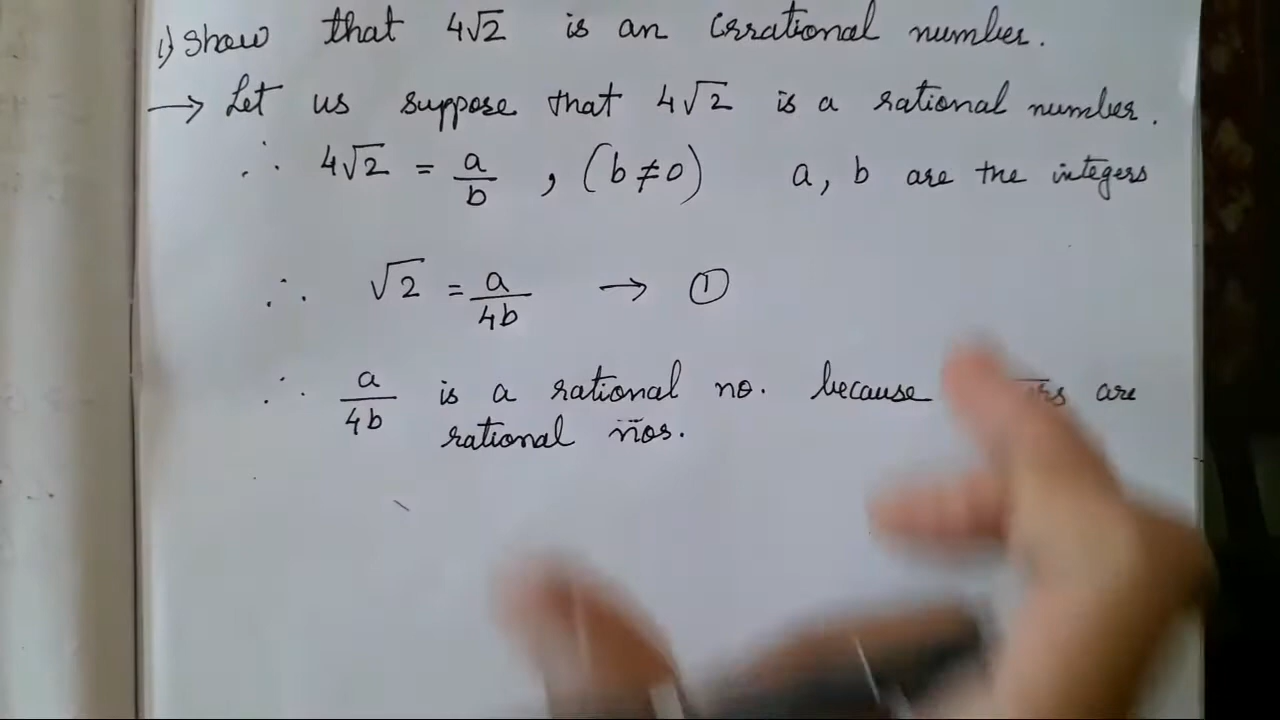 i) Show that 4√2 is an irrational number.
→ Let us suppose that 4√2 is a rational number.
∴ 4√2 = a/b , (b≠0) a, b are the integers
∴ √2 = a/4b → ①
∴ a/4b is a rational no. because are
rational nos.